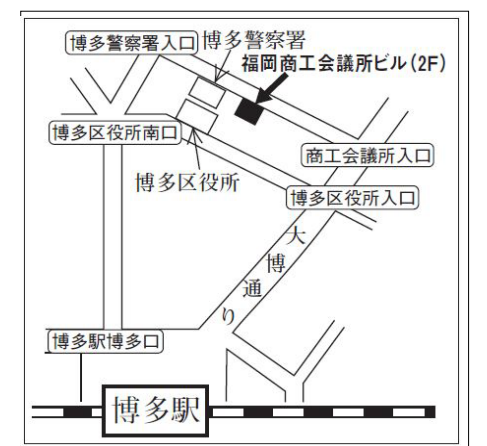 博多警察署入口
博多警察署
福岡商工会議所ビル(2F)
博多区役所南口
商工会議所入口
博多区役所
博多区役所入口
大博通り
博多駅博多口
博多駅